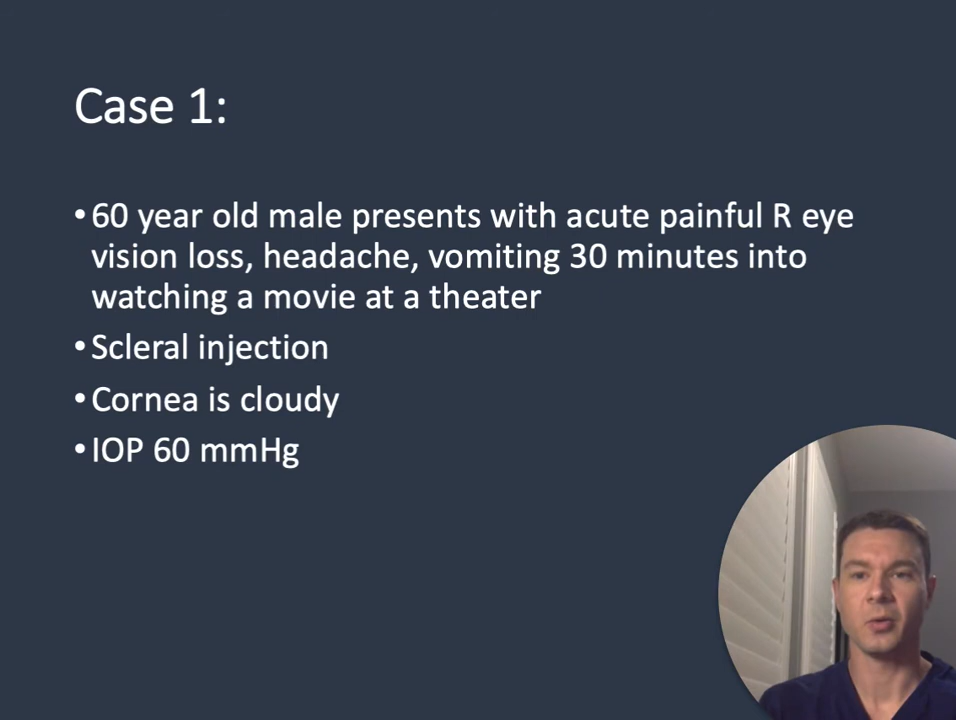 Case 1:
•60 year old male presents with acute painful R eye
vision loss, headache, vomiting 30 minutes into
watching a movie at a theater
•Scleral injection
•Cornea is cloudy
•IOP 60 mmHg